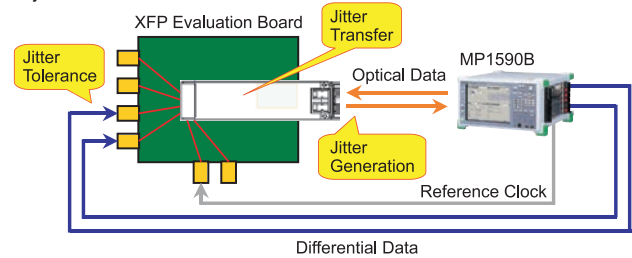 XFP Evaluation Board
Jitter
Transfer
Jitter
Tolerance
MP1590B
Optical Data
Jitter
Generation
Reference Clock
Differential Data